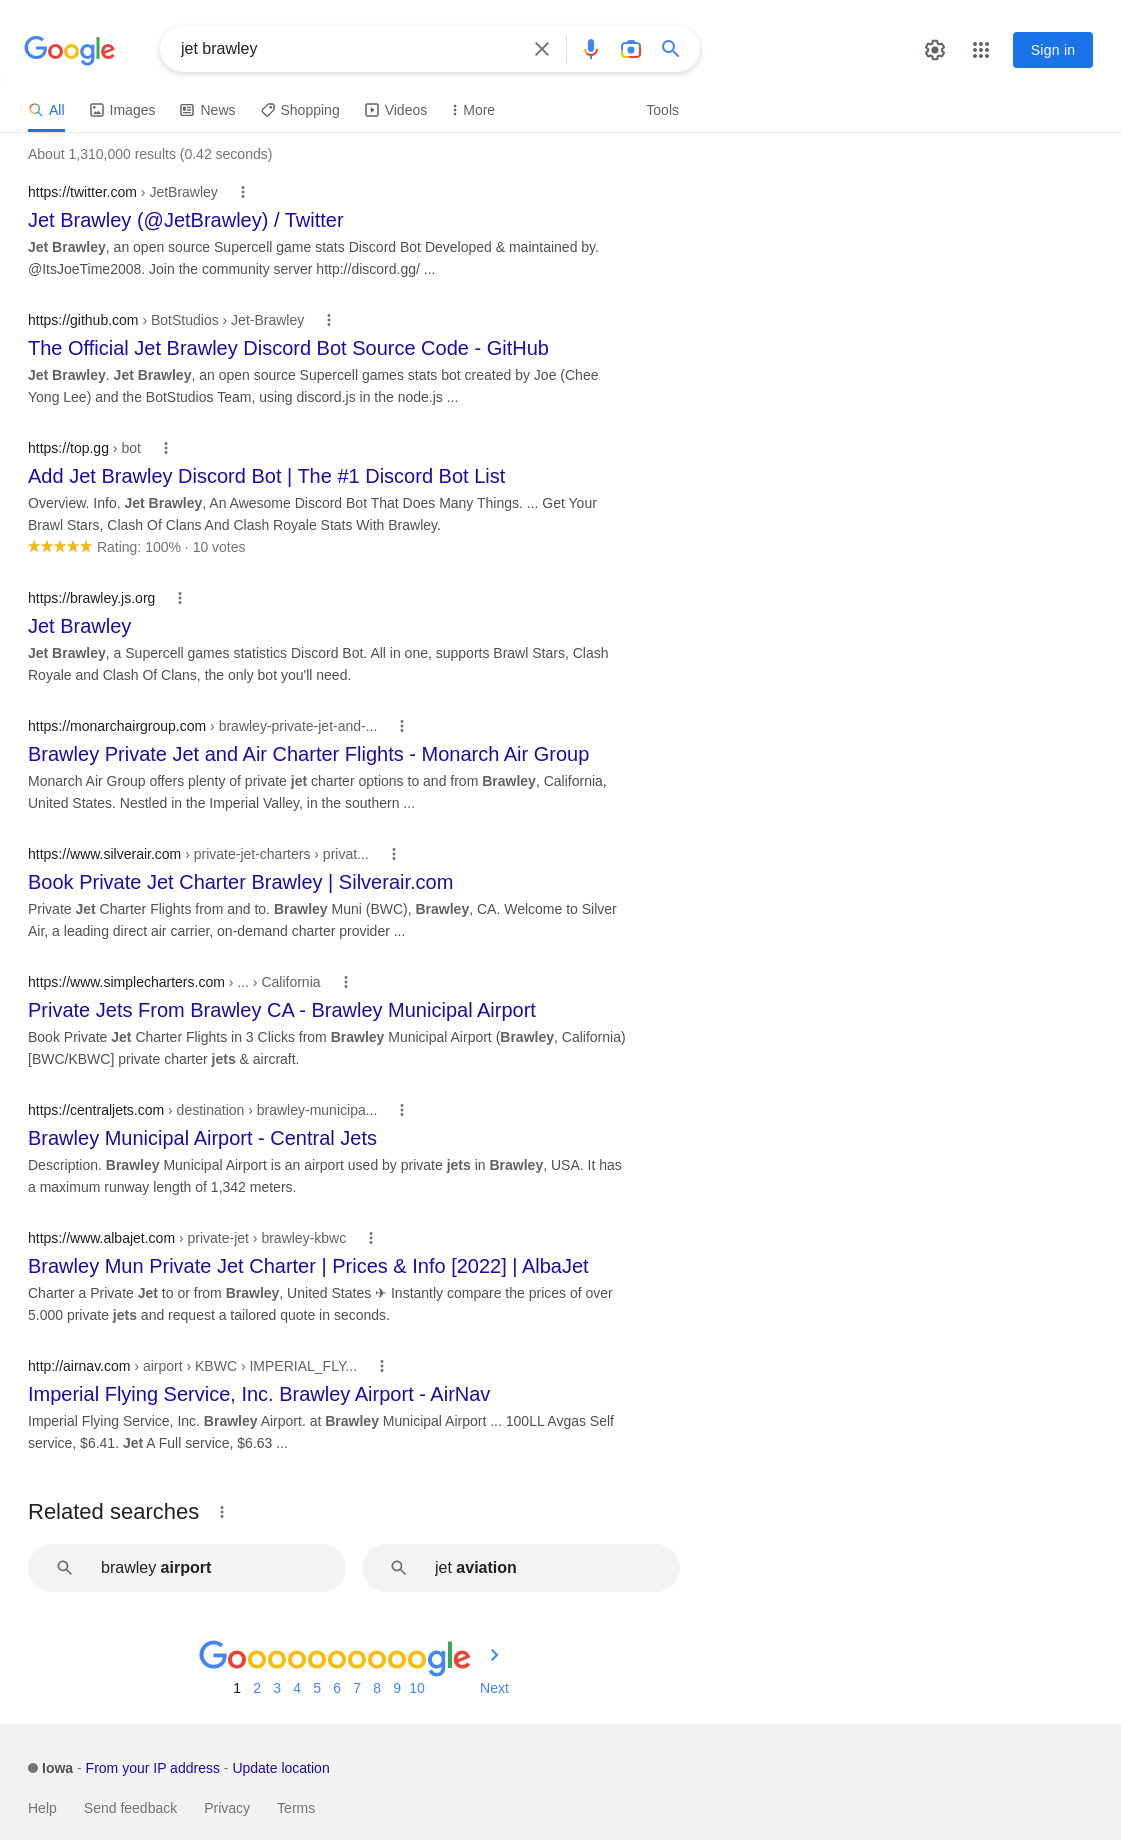 Google
jet brawley
Sign in
All Images News Shopping Videos More Tools
About 1,310,000 results (0.42 seconds)
https://twitter.com › JetBrawley
Jet Brawley (@JetBrawley) / Twitter
Jet Brawley, an open source Supercell game stats Discord Bot Developed & maintained by.
@ItsJoeTime2008. Join the community server http://discord.gg/ ...
https://github.com › BotStudios › Jet-Brawley
The Official Jet Brawley Discord Bot Source Code - GitHub
Jet Brawley. Jet Brawley, an open source Supercell games stats bot created by Joe (Chee
Yong Lee) and the BotStudios Team, using discord.js in the node.js ...
https://top.gg › bot
Add Jet Brawley Discord Bot | The #1 Discord Bot List
Overview. Info. Jet Brawley, An Awesome Discord Bot That Does Many Things. ... Get Your
Brawl Stars, Clash Of Clans And Clash Royale Stats With Brawley.
Rating: 100% · 10 votes
https://brawley.js.org
Jet Brawley
Jet Brawley, a Supercell games statistics Discord Bot. All in one, supports Brawl Stars, Clash
Royale and Clash Of Clans, the only bot you'll need.
https://monarchairgroup.com › brawley-private-jet-and-...
Brawley Private Jet and Air Charter Flights - Monarch Air Group
Monarch Air Group offers plenty of private jet charter options to and from Brawley, California,
United States. Nestled in the Imperial Valley, in the southern ...
https://www.silverair.com › private-jet-charters › privat...
Book Private Jet Charter Brawley | Silverair.com
Private Jet Charter Flights from and to. Brawley Muni (BWC), Brawley, CA. Welcome to Silver
Air, a leading direct air carrier, on-demand charter provider ...
https://www.simplecharters.com › ... › California
Private Jets From Brawley CA - Brawley Municipal Airport
Book Private Jet Charter Flights in 3 Clicks from Brawley Municipal Airport (Brawley, California)
[BWC/KBWC] private charter jets & aircraft.
https://centraljets.com › destination › brawley-municipa...
Brawley Municipal Airport - Central Jets
Description. Brawley Municipal Airport is an airport used by private jets in Brawley, USA. It has
a maximum runway length of 1,342 meters.
https://www.albajet.com › private-jet › brawley-kbwc
Brawley Mun Private Jet Charter | Prices & Info [2022] | AlbaJet
Charter a Private Jet to or from Brawley, United States ✈ Instantly compare the prices of over
5.000 private jets and request a tailored quote in seconds.
http://airnav.com › airport › KBWC › IMPERIAL_FLY...
Imperial Flying Service, Inc. Brawley Airport - AirNav
Imperial Flying Service, Inc. Brawley Airport. at Brawley Municipal Airport ... 100LL Avgas Self
service, $6.41. Jet A Full service, $6.63 ...
Related searches
brawley airport
jet aviation
Goooooooooogle
1 2 3 4 5 6 7 8 9 10 Next
Iowa - From your IP address - Update location
Help Send feedback Privacy Terms